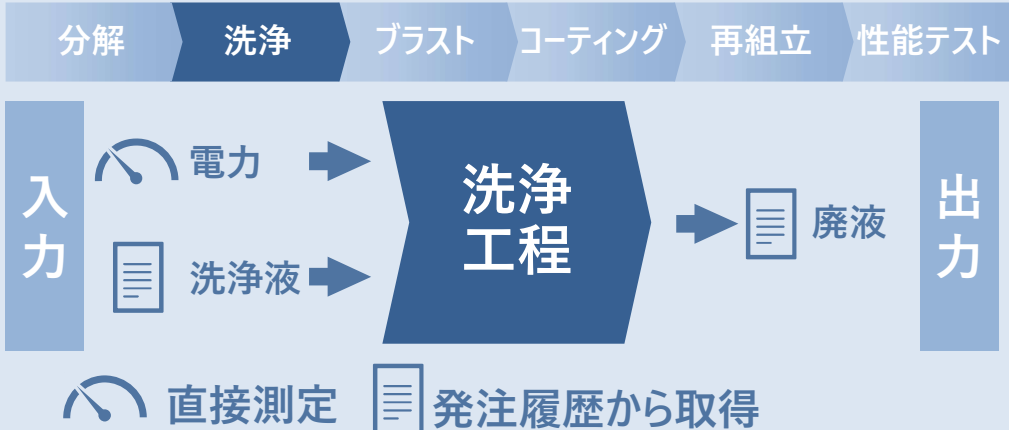 分解 洗浄 ブラスト コーティング 再組立 性能テスト
入力
電力
洗浄液
洗浄
工程
廃液
出力
直接測定 発注履歴から取得